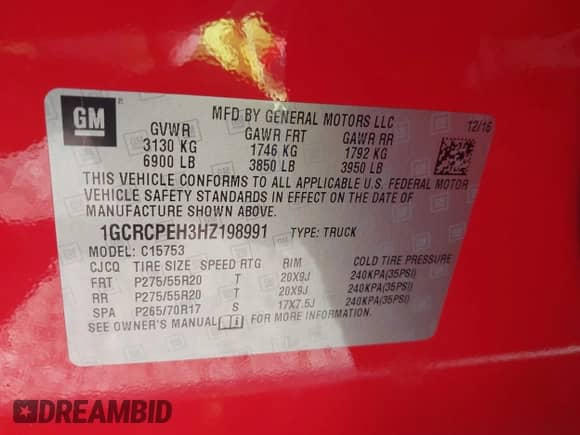 GM
MFD BY GENERAL MOTORS LLC
12/16
GVWR GAWR FRT GAWR RR
3130 KG 1746 KG 1792 KG
6900 LB 3850 LB 3950 LB
THIS VEHICLE CONFORMS TO ALL APPLICABLE U.S. FEDERAL MOTOR
VEHICLE SAFETY STANDARDS IN EFFECT ON THE DATE OF
MANUFACTURE SHOWN ABOVE.
1GCRCPEH3HZ198991 TYPE: TRUCK
MODEL: C15753
CJCQ TIRE SIZE SPEED RTG RIM COLD TIRE PRESSURE
FRT P275/55R20 T 20X9J 240KPA(35PSI)
RR P275/55R20 T 20X9J 240KPA(35PSI)
SPA P265/70R17 S 17X7.5J 240KPA(35PSI)
SEE OWNER'S MANUAL FOR MORE INFORMATION.
DREAMBID